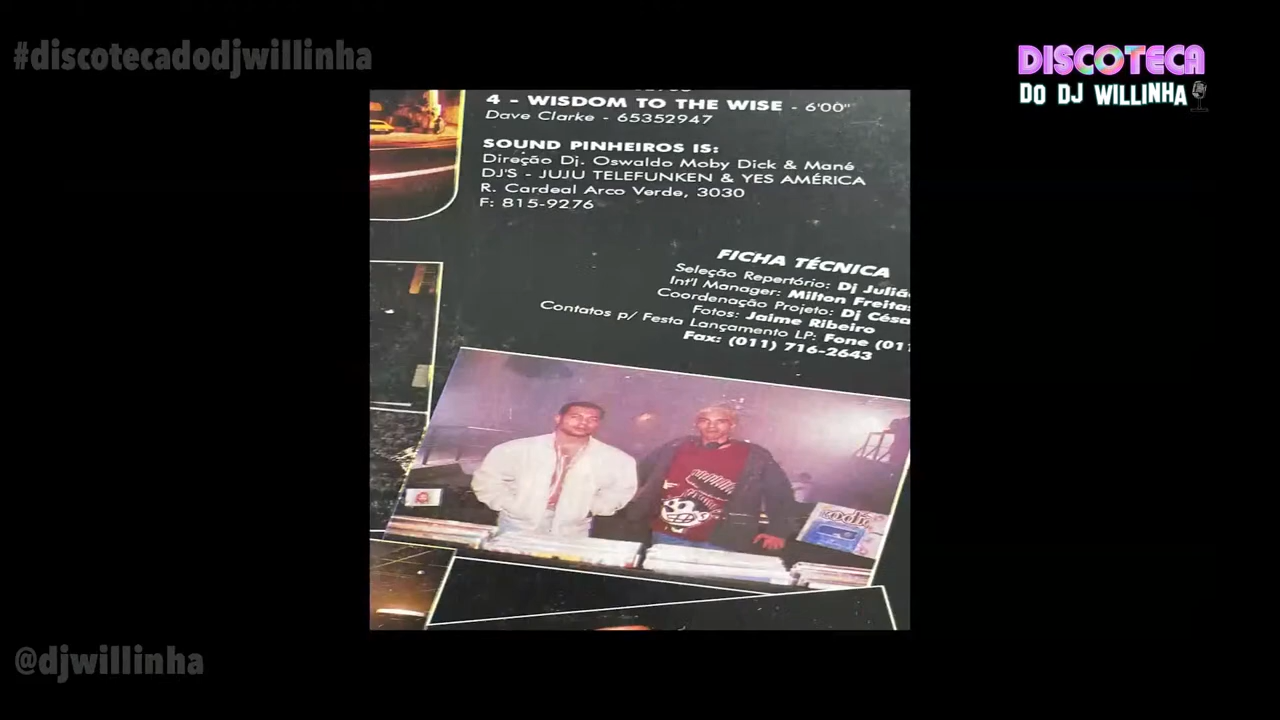 #discotecadodjwillinha
DISCOTECA
DO DJ WILLINHA
4 - WISDOM TO THE WISE - 6'00"
Dave Clarke - 65352947
SOUND PINHEIROS IS:
Direção Dj. Oswaldo Moby Dick & Mané
DJ'S - JUJU TELEFUNKEN & YES AMÉRICA
R. Cardeal Arco Verde, 3030
F: 815-9276
FICHA TÉCNICA
Seleção Repertório: Dj
Int'l Manager: Milton
Coordenação Projeto: Dj
Fotos: Jaime Ribeiro
Contatos p/ Festa Lançamento LP: Fone (011
Fax: (011) 716-2643
@djwillinha